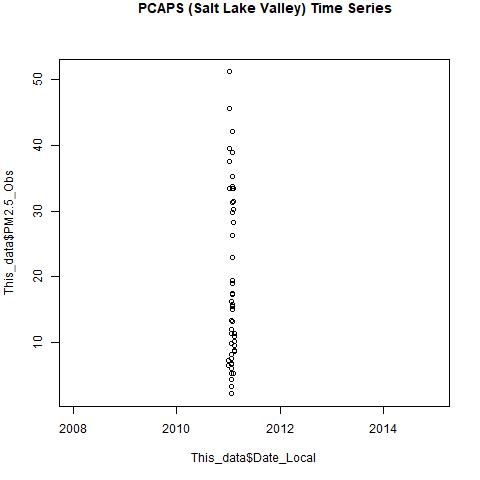 PCAPS (Salt Lake Valley) Time Series
50
40
30
20
10
This_data$PM2.5_Obs
2008 2010 2012 2014
This_data$Date_Local